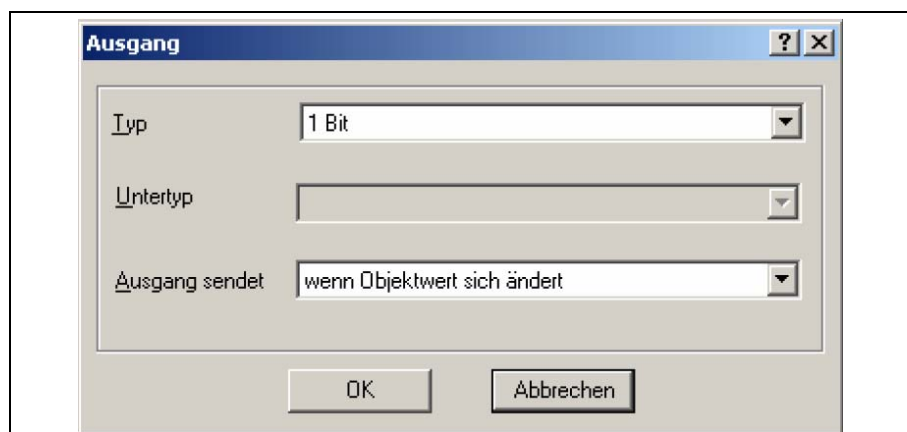 Ausgang
Typ 1 Bit
Untertyp
Ausgang sendet wenn Objektwert sich ändert
OK Abbrechen